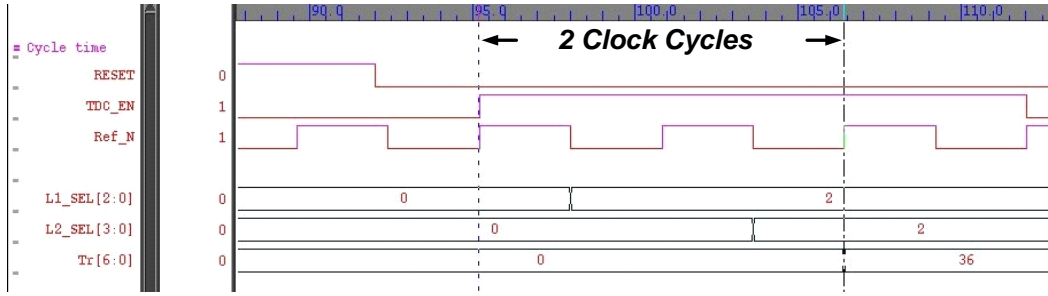 90.0 95.0 100.0 105.0 110.0
2 Clock Cycles
= Cycle time
RESET 0
TDC_EN 1
Ref_N 1
L1_SEL[2:0] 0 0 2
L2_SEL[3:0] 0 0 2
Tr[6:0] 0 0 36